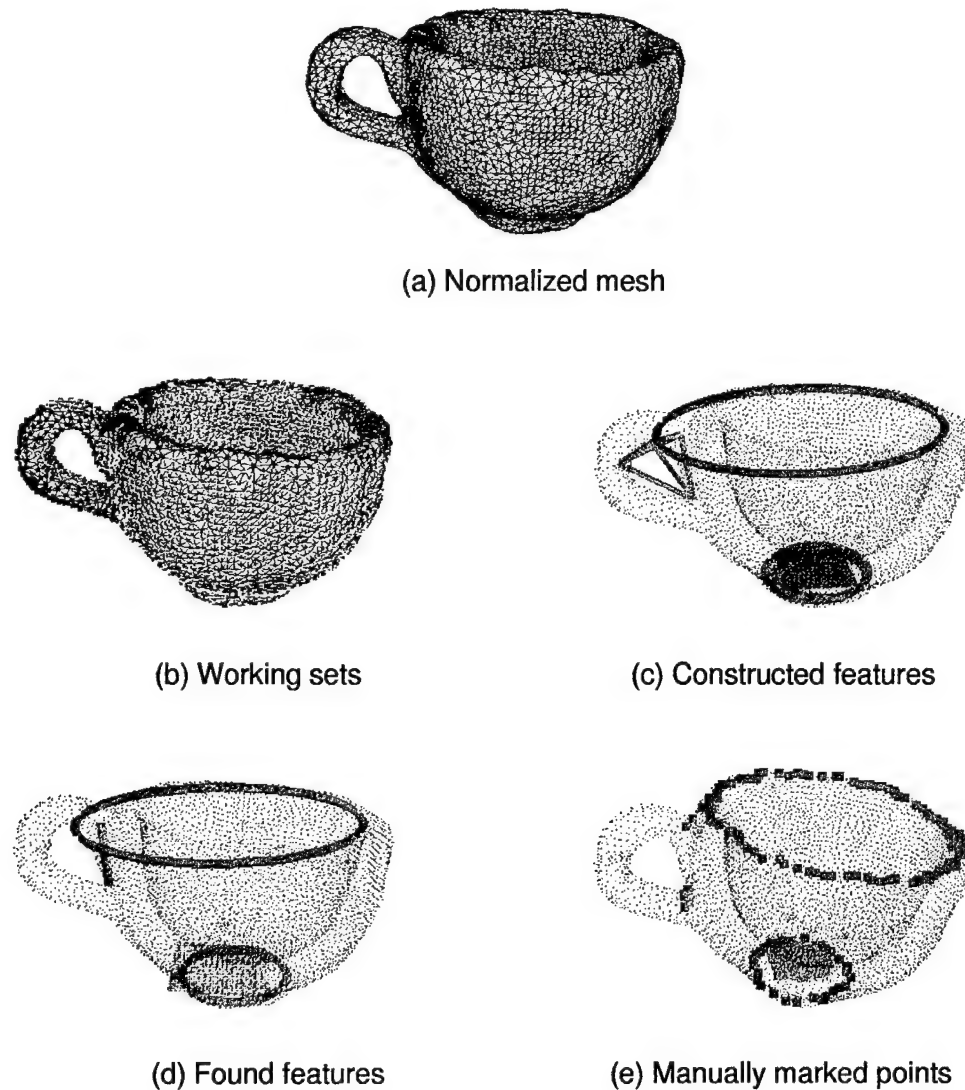 (a) Normalized mesh
(b) Working sets
(c) Constructed features
(d) Found features
(e) Manually marked points